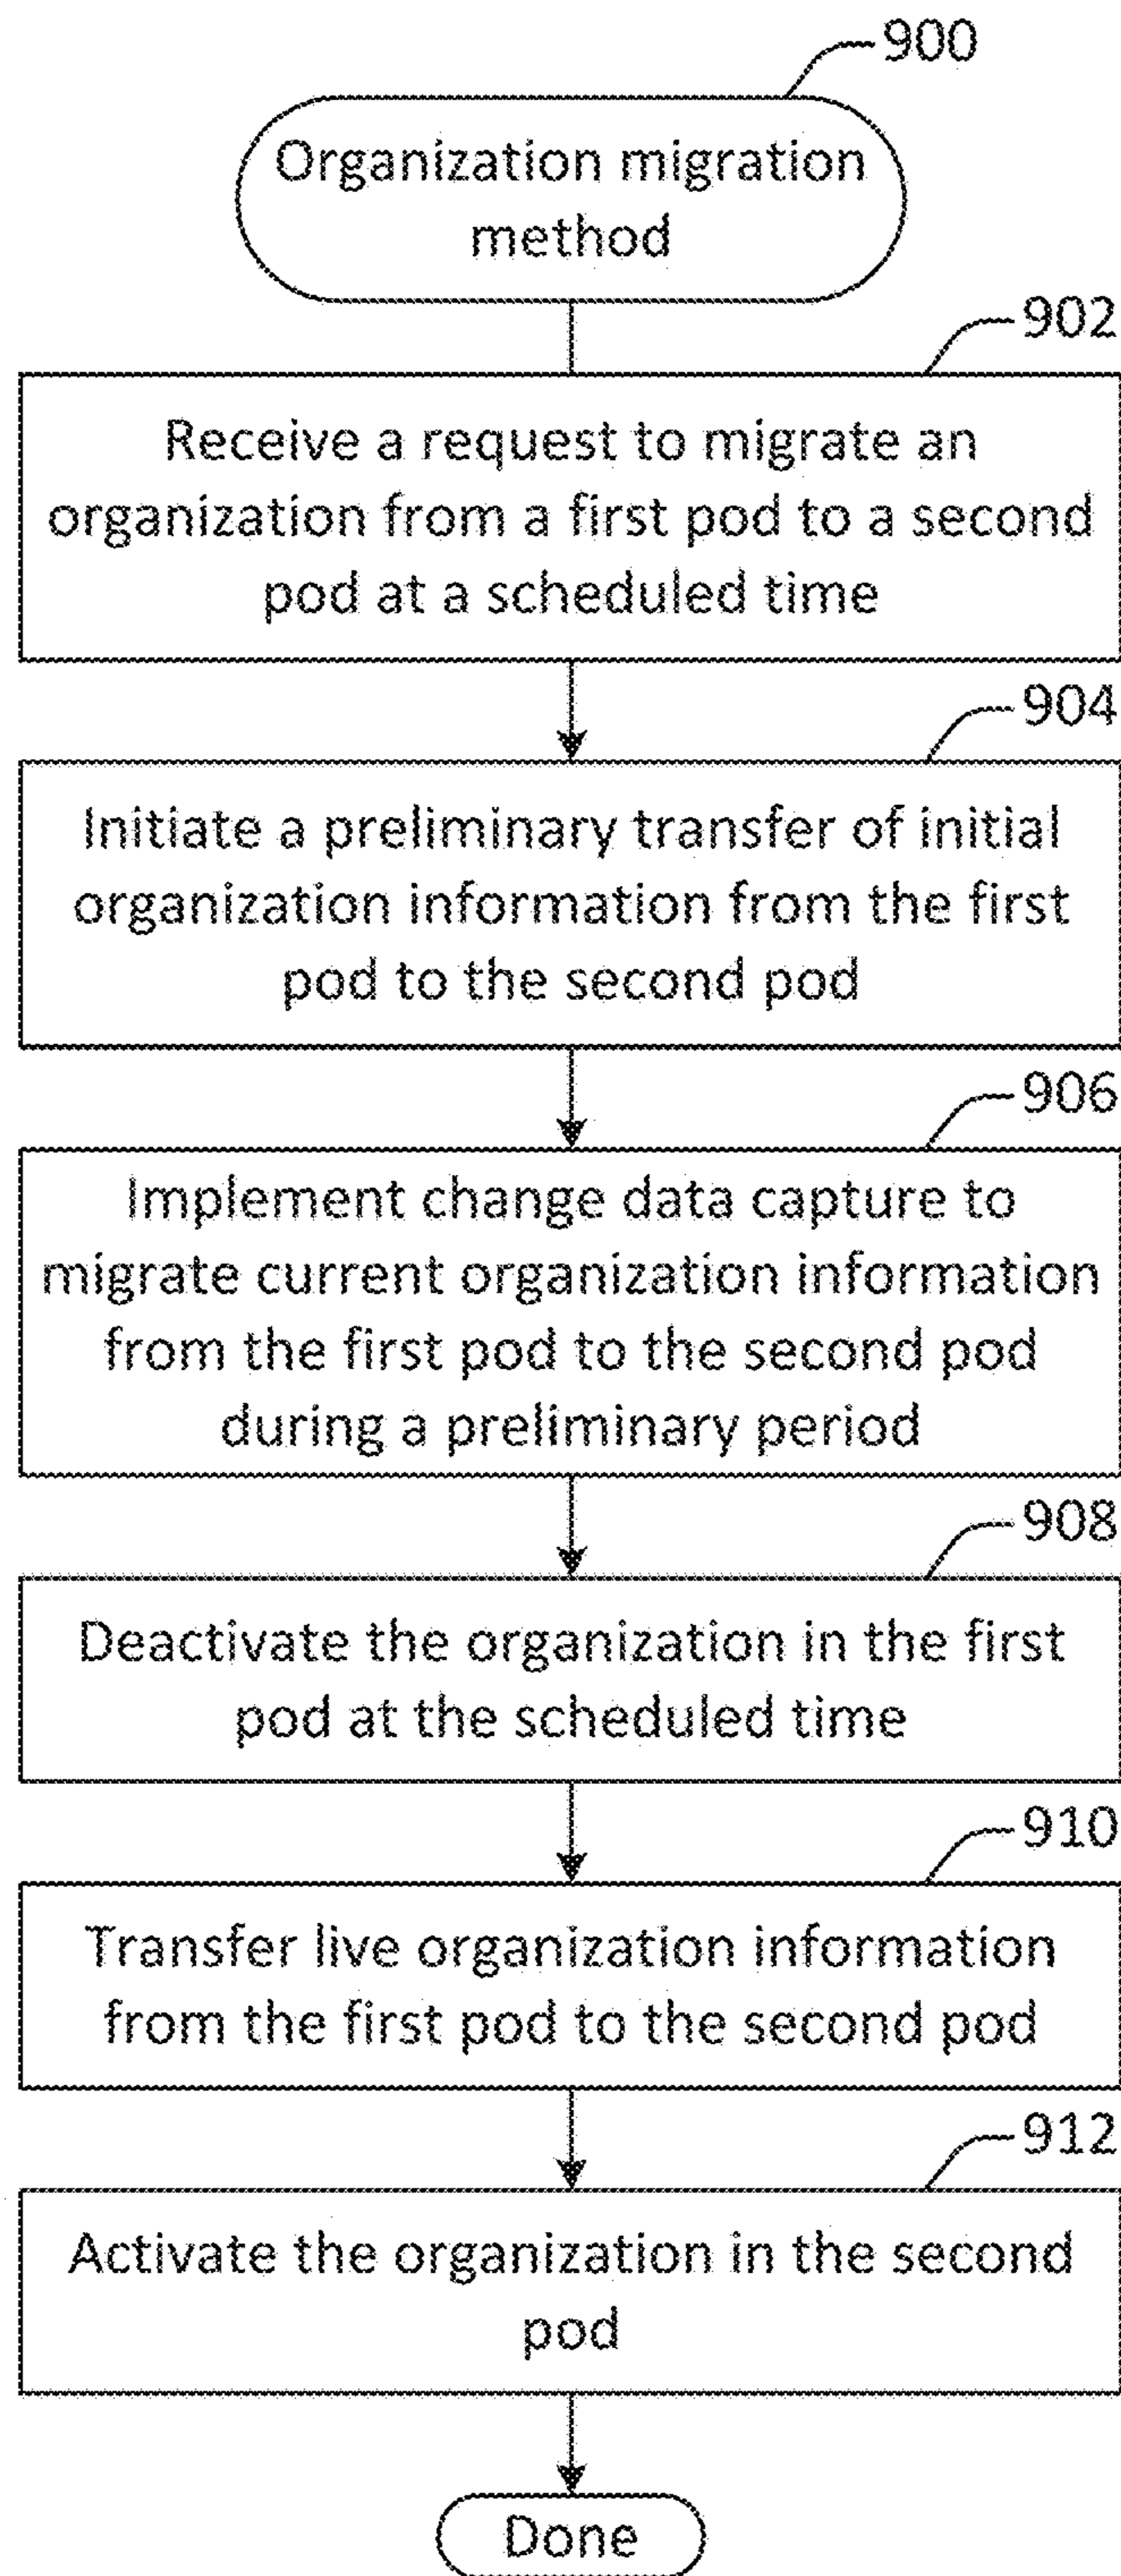 900
Organization migration
method
902
Receive a request to migrate an
organization from a first pod to a second
pod at a scheduled time
904
Initiate a preliminary transfer of initial
organization information from the first
pod to the second pod
906
Implement change data capture to
migrate current organization information
from the first pod to the second pod
during a preliminary period
908
Deactivate the organization in the first
pod at the scheduled time
910
Transfer live organization information
from the first pod to the second pod
912
Activate the organization in the second
pod
Done